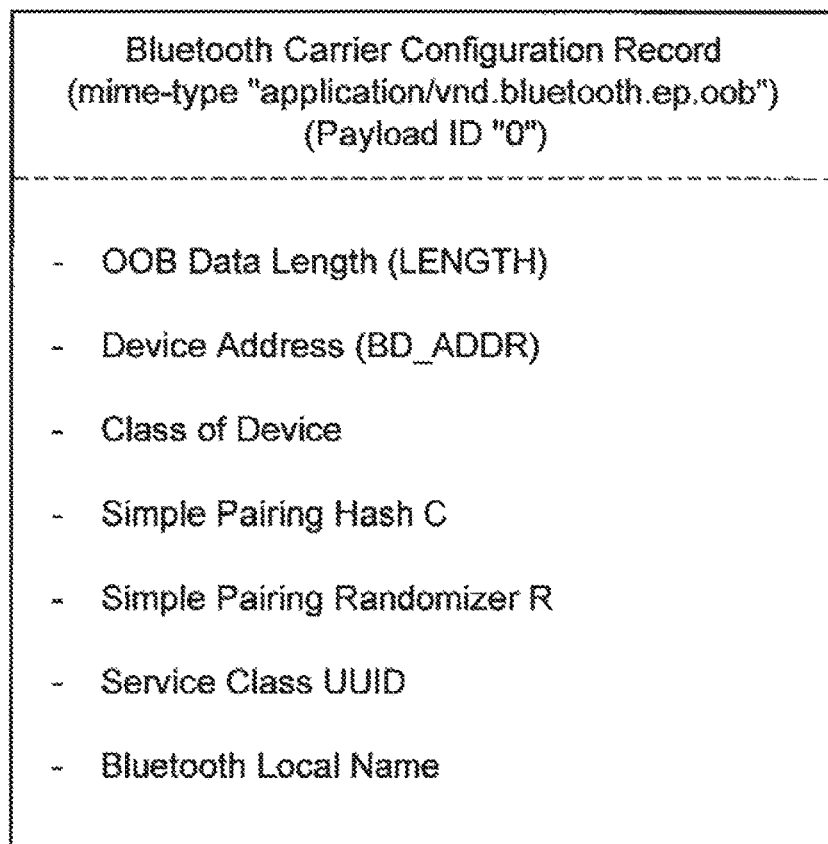 Bluetooth Carrier Configuration Record
(mime-type "application/vnd.bluetooth.ep.oob")
(Payload ID "0")
- OOB Data Length (LENGTH)
- Device Address (BD_ADDR)
- Class of Device
- Simple Pairing Hash C
- Simple Pairing Randomizer R
- Service Class UUID
- Bluetooth Local Name